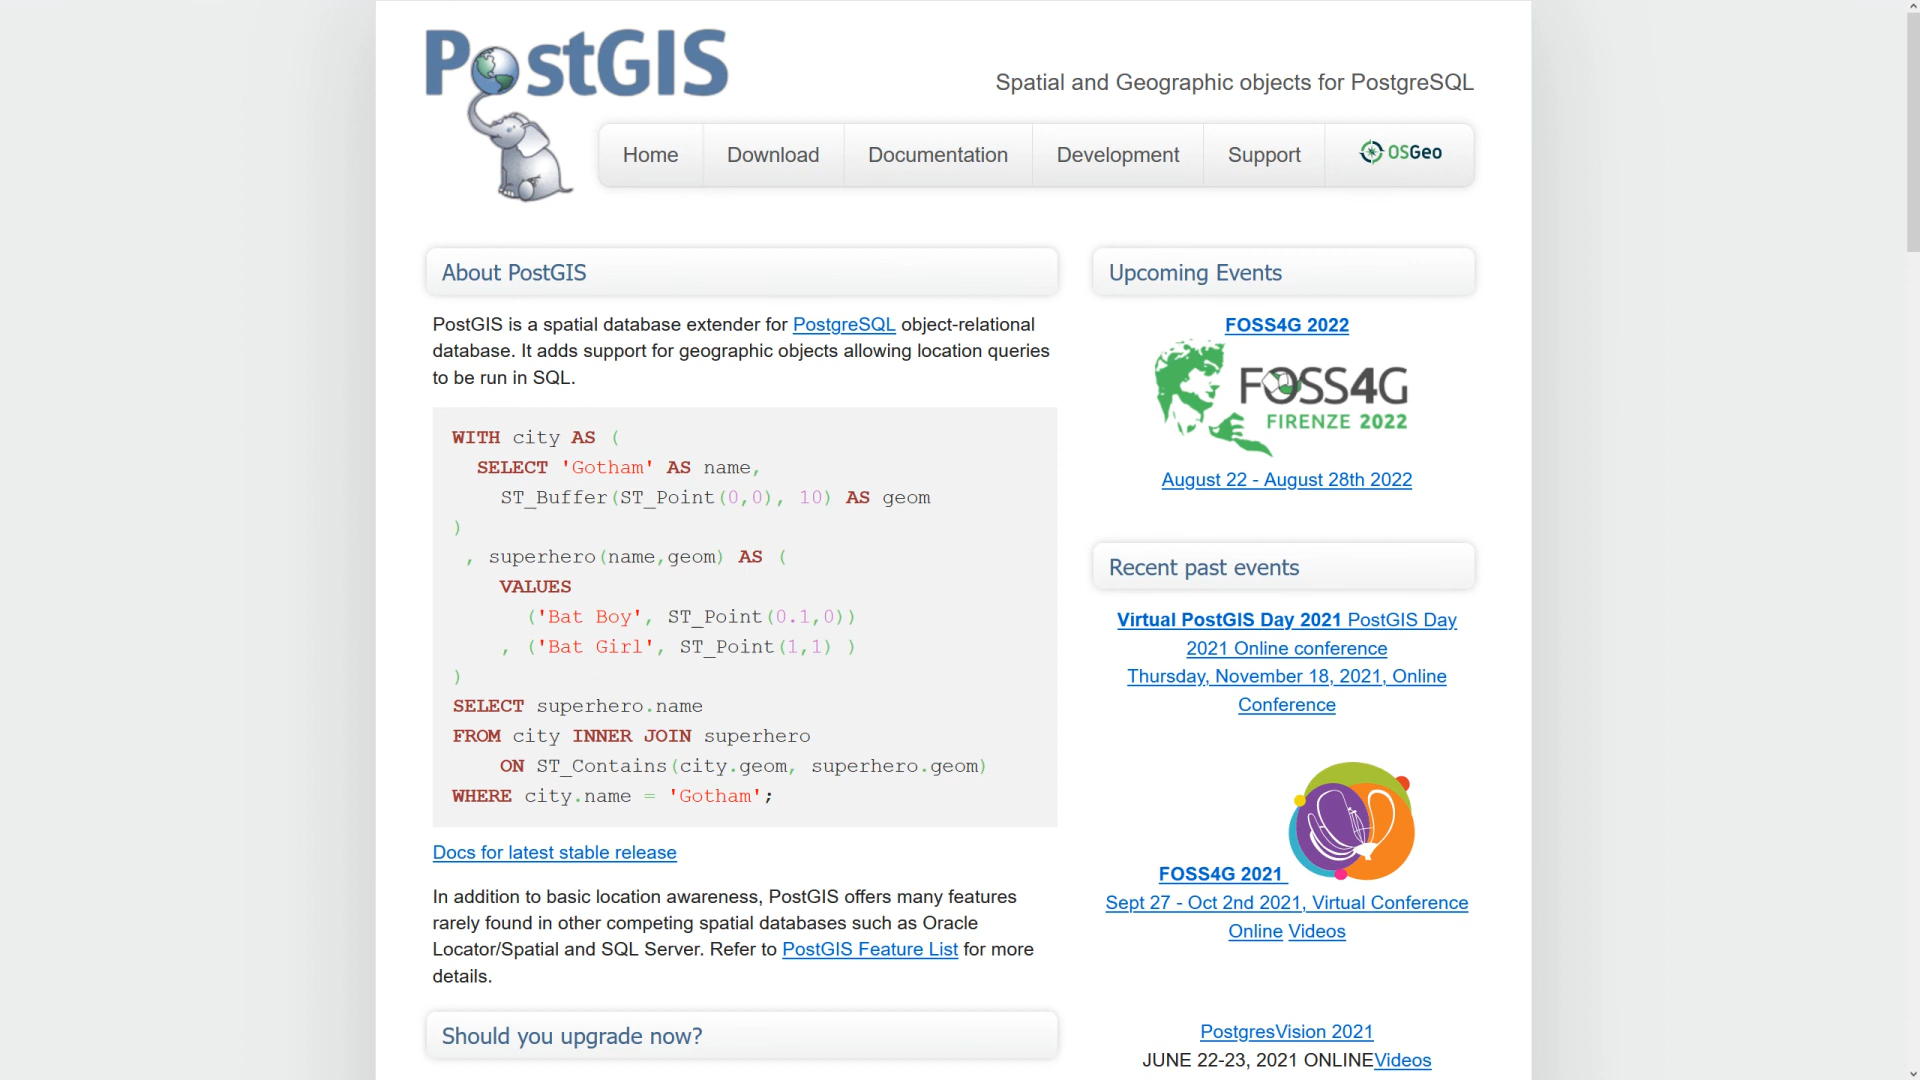 PostGIS
Spatial and Geographic objects for PostgreSQL
Home
Download
Documentation
Development
Support
OSGeo
About PostGIS
PostGIS is a spatial database extender for PostgreSQL object-relational
database. It adds support for geographic objects allowing location queries
to be run in SQL.
WITH city AS (
  SELECT 'Gotham' AS name,
    ST_Buffer(ST_Point(0,0), 10) AS geom
)
 , superhero(name,geom) AS (
    VALUES
      ('Bat Boy', ST_Point(0.1,0))
    , ('Bat Girl', ST_Point(1,1) )
)
SELECT superhero.name
FROM city INNER JOIN superhero
    ON ST_Contains(city.geom, superhero.geom)
WHERE city.name = 'Gotham';
Docs for latest stable release
In addition to basic location awareness, PostGIS offers many features
rarely found in other competing spatial databases such as Oracle
Locator/Spatial and SQL Server. Refer to PostGIS Feature List for more
details.
Should you upgrade now?
Upcoming Events
FOSS4G 2022
FOSS4G
FIRENZE 2022
August 22 - August 28th 2022
Recent past events
Virtual PostGIS Day 2021 PostGIS Day
2021 Online conference
Thursday, November 18, 2021, Online
Conference
FOSS4G 2021
Sept 27 - Oct 2nd 2021, Virtual Conference
Online Videos
PostgresVision 2021
JUNE 22-23, 2021 ONLINEVideos